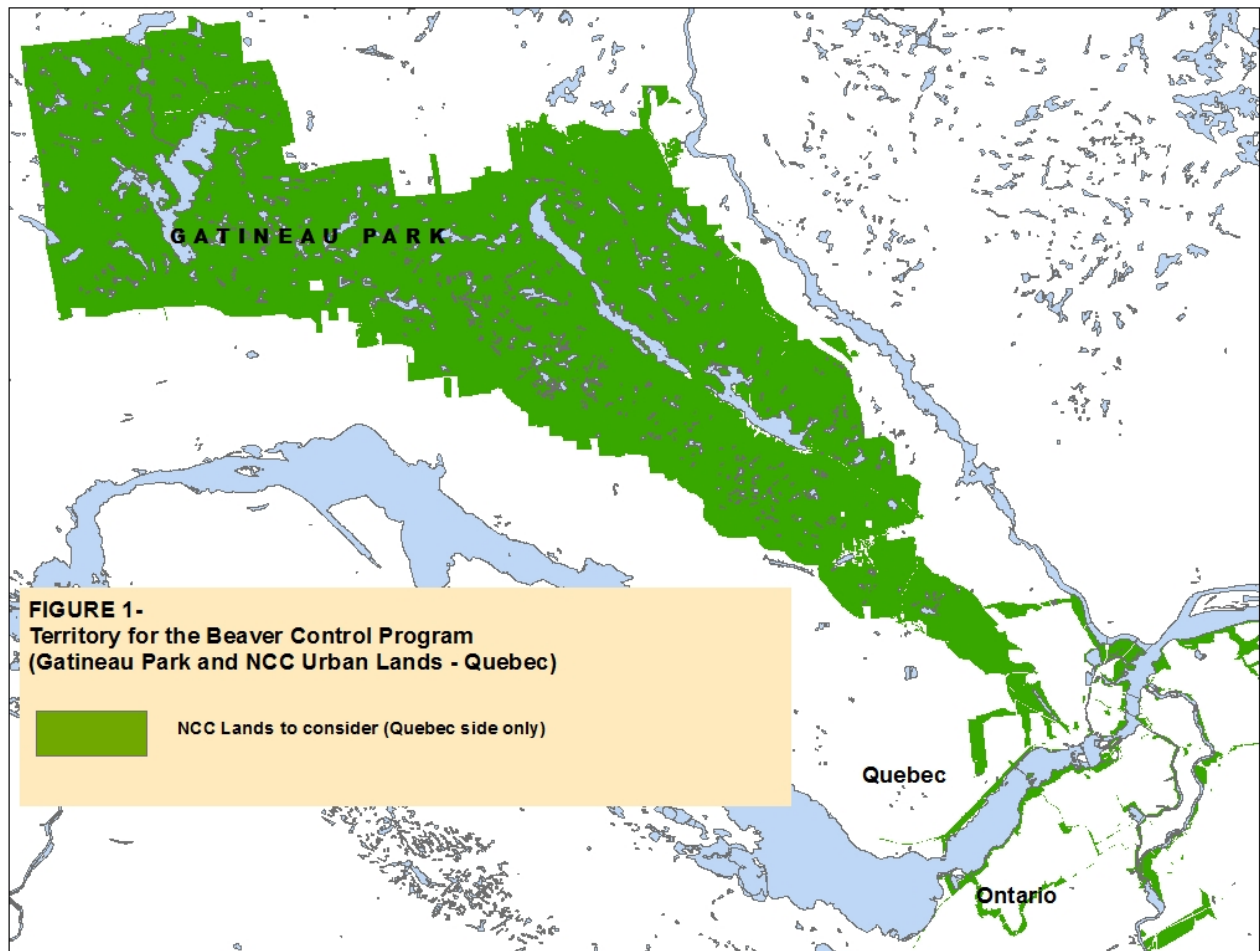 GATINEAU PARK
FIGURE 1-
Territory for the Beaver Control Program
(Gatineau Park and NCC Urban Lands - Quebec)
NCC Lands to consider (Quebec side only)
Quebec
Ontario